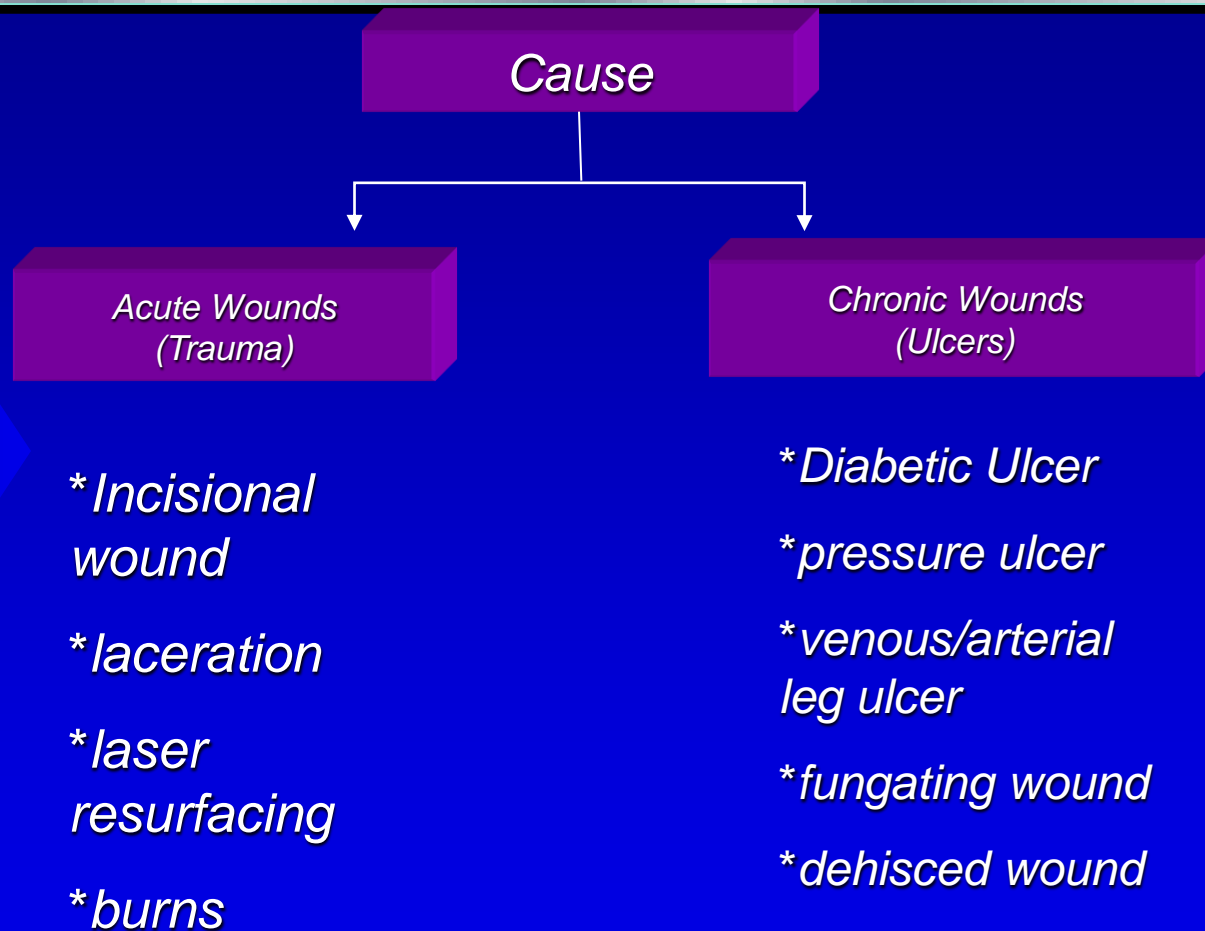 Cause
Acute Wounds
(Trauma)
*Incisional
wound
*laceration
*laser
resurfacing
*burns
Chronic Wounds
(Ulcers)
*Diabetic Ulcer
*pressure ulcer
*venous/arterial
leg ulcer
*fungating wound
*dehisced wound